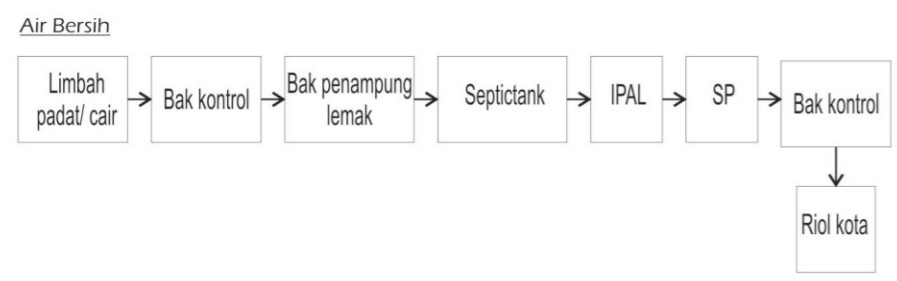 Air Bersih
Limbah
padat/ cair
Bak kontrol
Bak penampung
lemak
Septictank
IPAL
SP
Bak kontrol
Riol kota